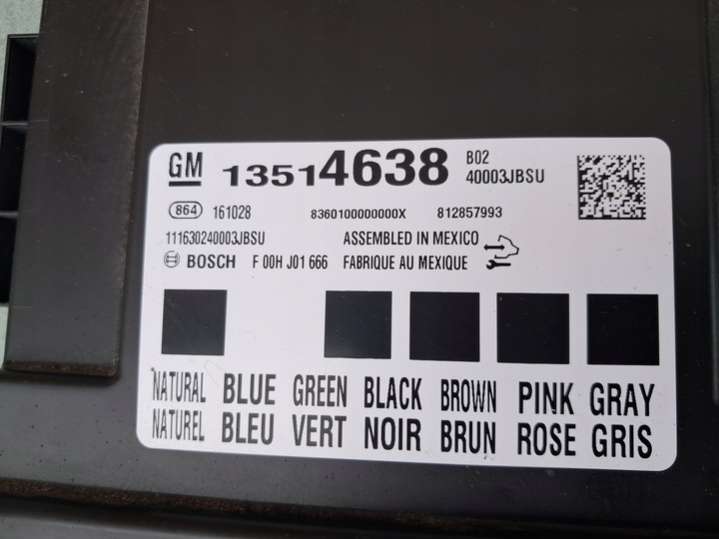 GM 13514638 B02
40003JBSU
864 161028 8360100000000X 812857993
111630240003JBSU ASSEMBLED IN MEXICO
BOSCH F 00H J01 666 FABRIQUE AU MEXIQUE
NATURAL BLUE GREEN BLACK BROWN PINK GRAY
NATUREL BLEU VERT NOIR BRUN ROSE GRIS